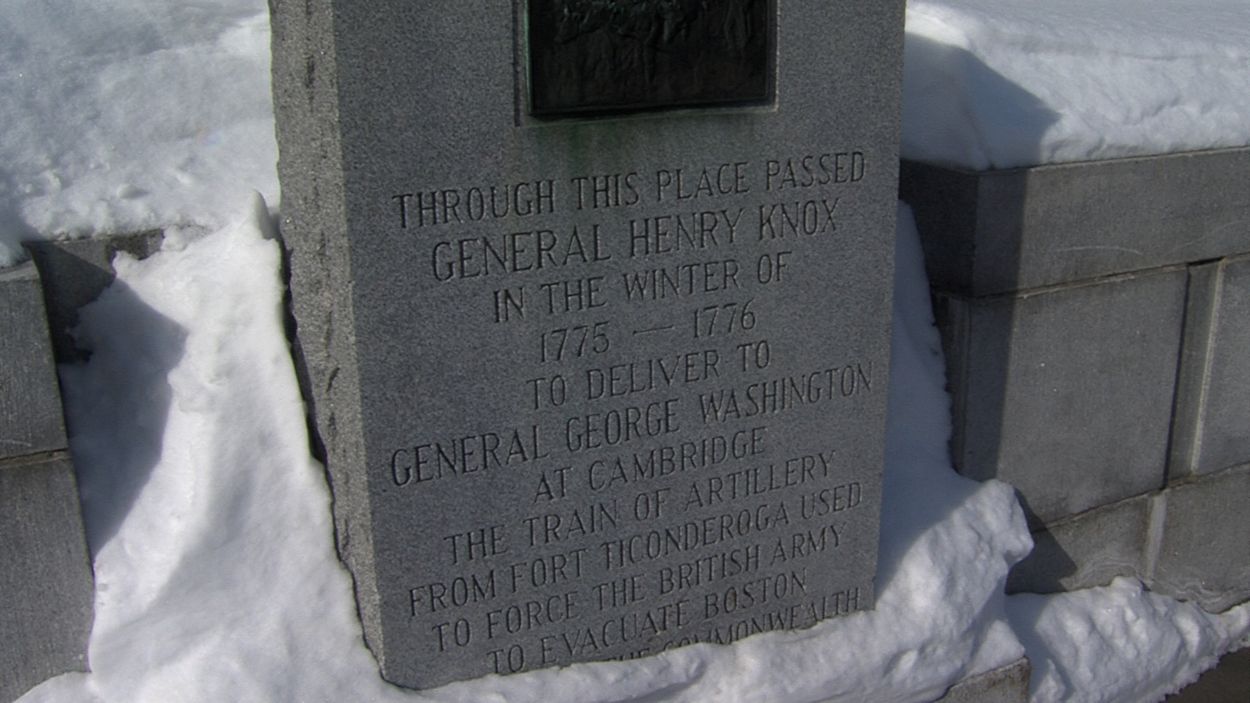 THROUGH THIS PLACE PASSED
GENERAL HENRY KNOX
IN THE WINTER OF
1775 — 1776
TO DELIVER TO
GENERAL GEORGE WASHINGTON
AT CAMBRIDGE
THE TRAIN OF ARTILLERY
FROM FORT TICONDEROGA USED
TO FORCE THE BRITISH ARMY
TO EVACUATE BOSTON
THE COMMONWEALTH